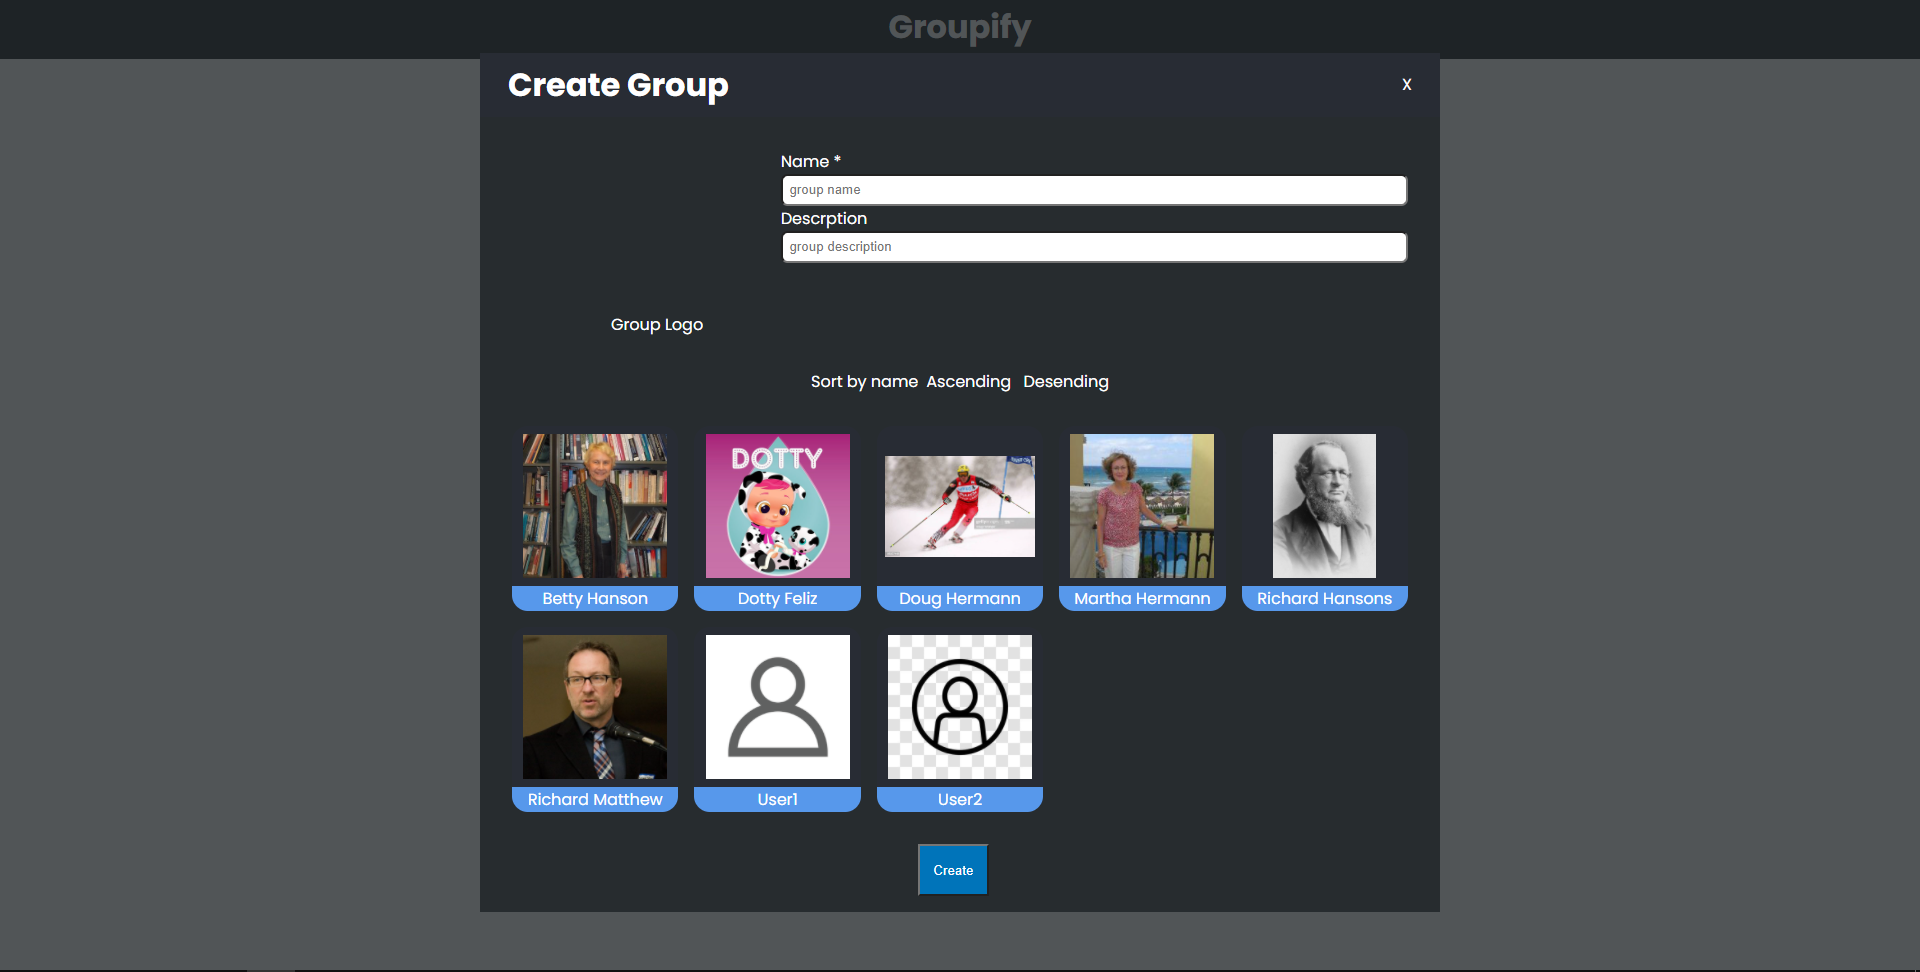 Groupify
Create Group
X
Name *
group name
Descrption
group description
Group Logo
Sort by name Ascending Desending
DOTTY
Betty Hanson
Dotty Feliz
Doug Hermann
Martha Hermann
Richard Hansons
Richard Matthew
User1
User2
Create